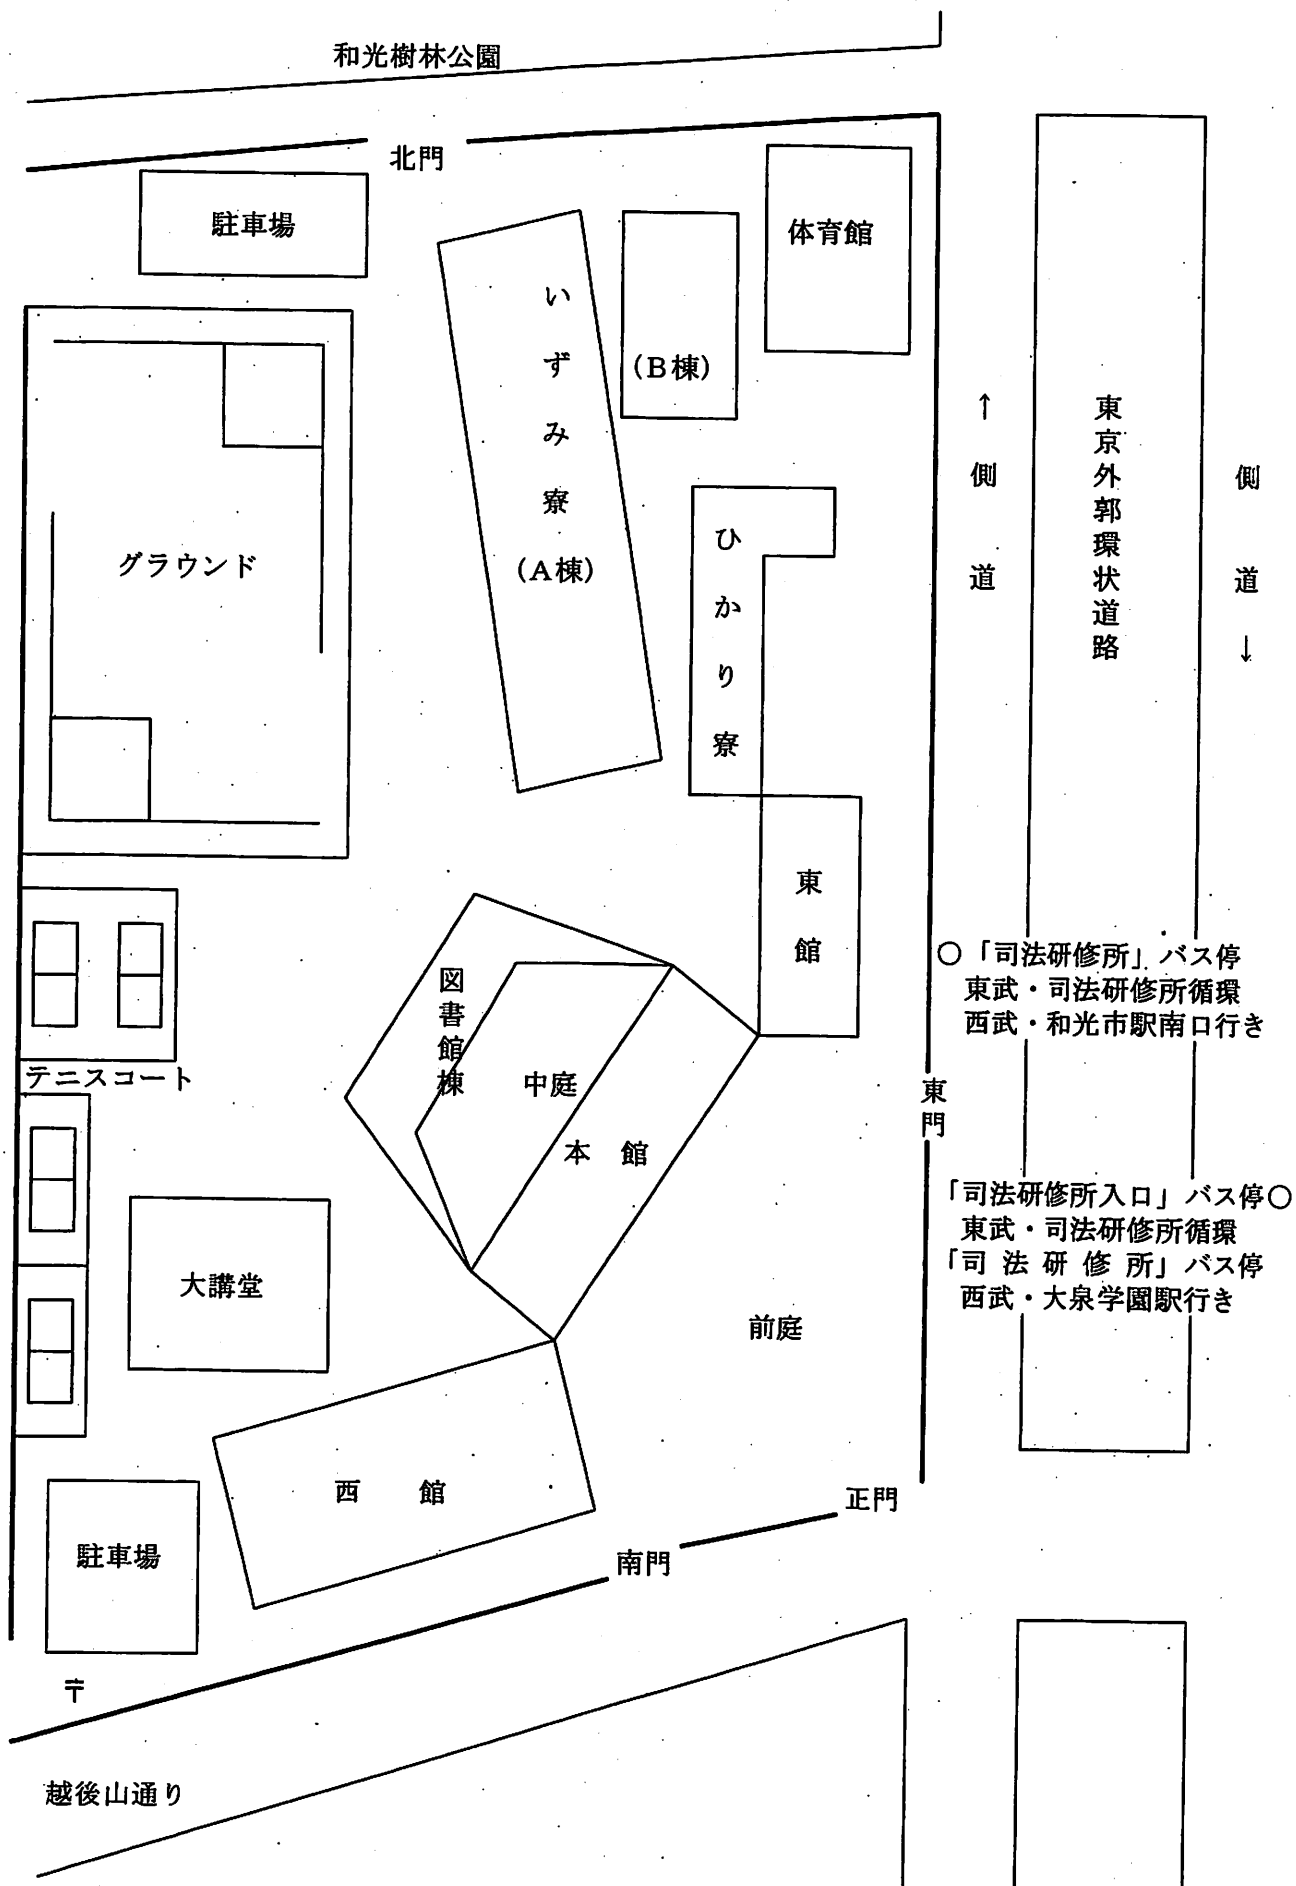 和光樹林公園
北門
駐車場
体育館
いずみ寮
(A棟)
(B棟)
ひかり寮
グラウンド
↑側道
東京外郭環状道路
側道↓
東館
図書館棟
中庭
本館
テニスコート
○「司法研修所」バス停
東武・司法研修所循環
西武・和光市駅南口行き
東門
「司法研修所入口」バス停○
東武・司法研修所循環
「司法研修所」バス停
西武・大泉学園駅行き
大講堂
前庭
西館
正門
南門
駐車場
〒
越後山通り